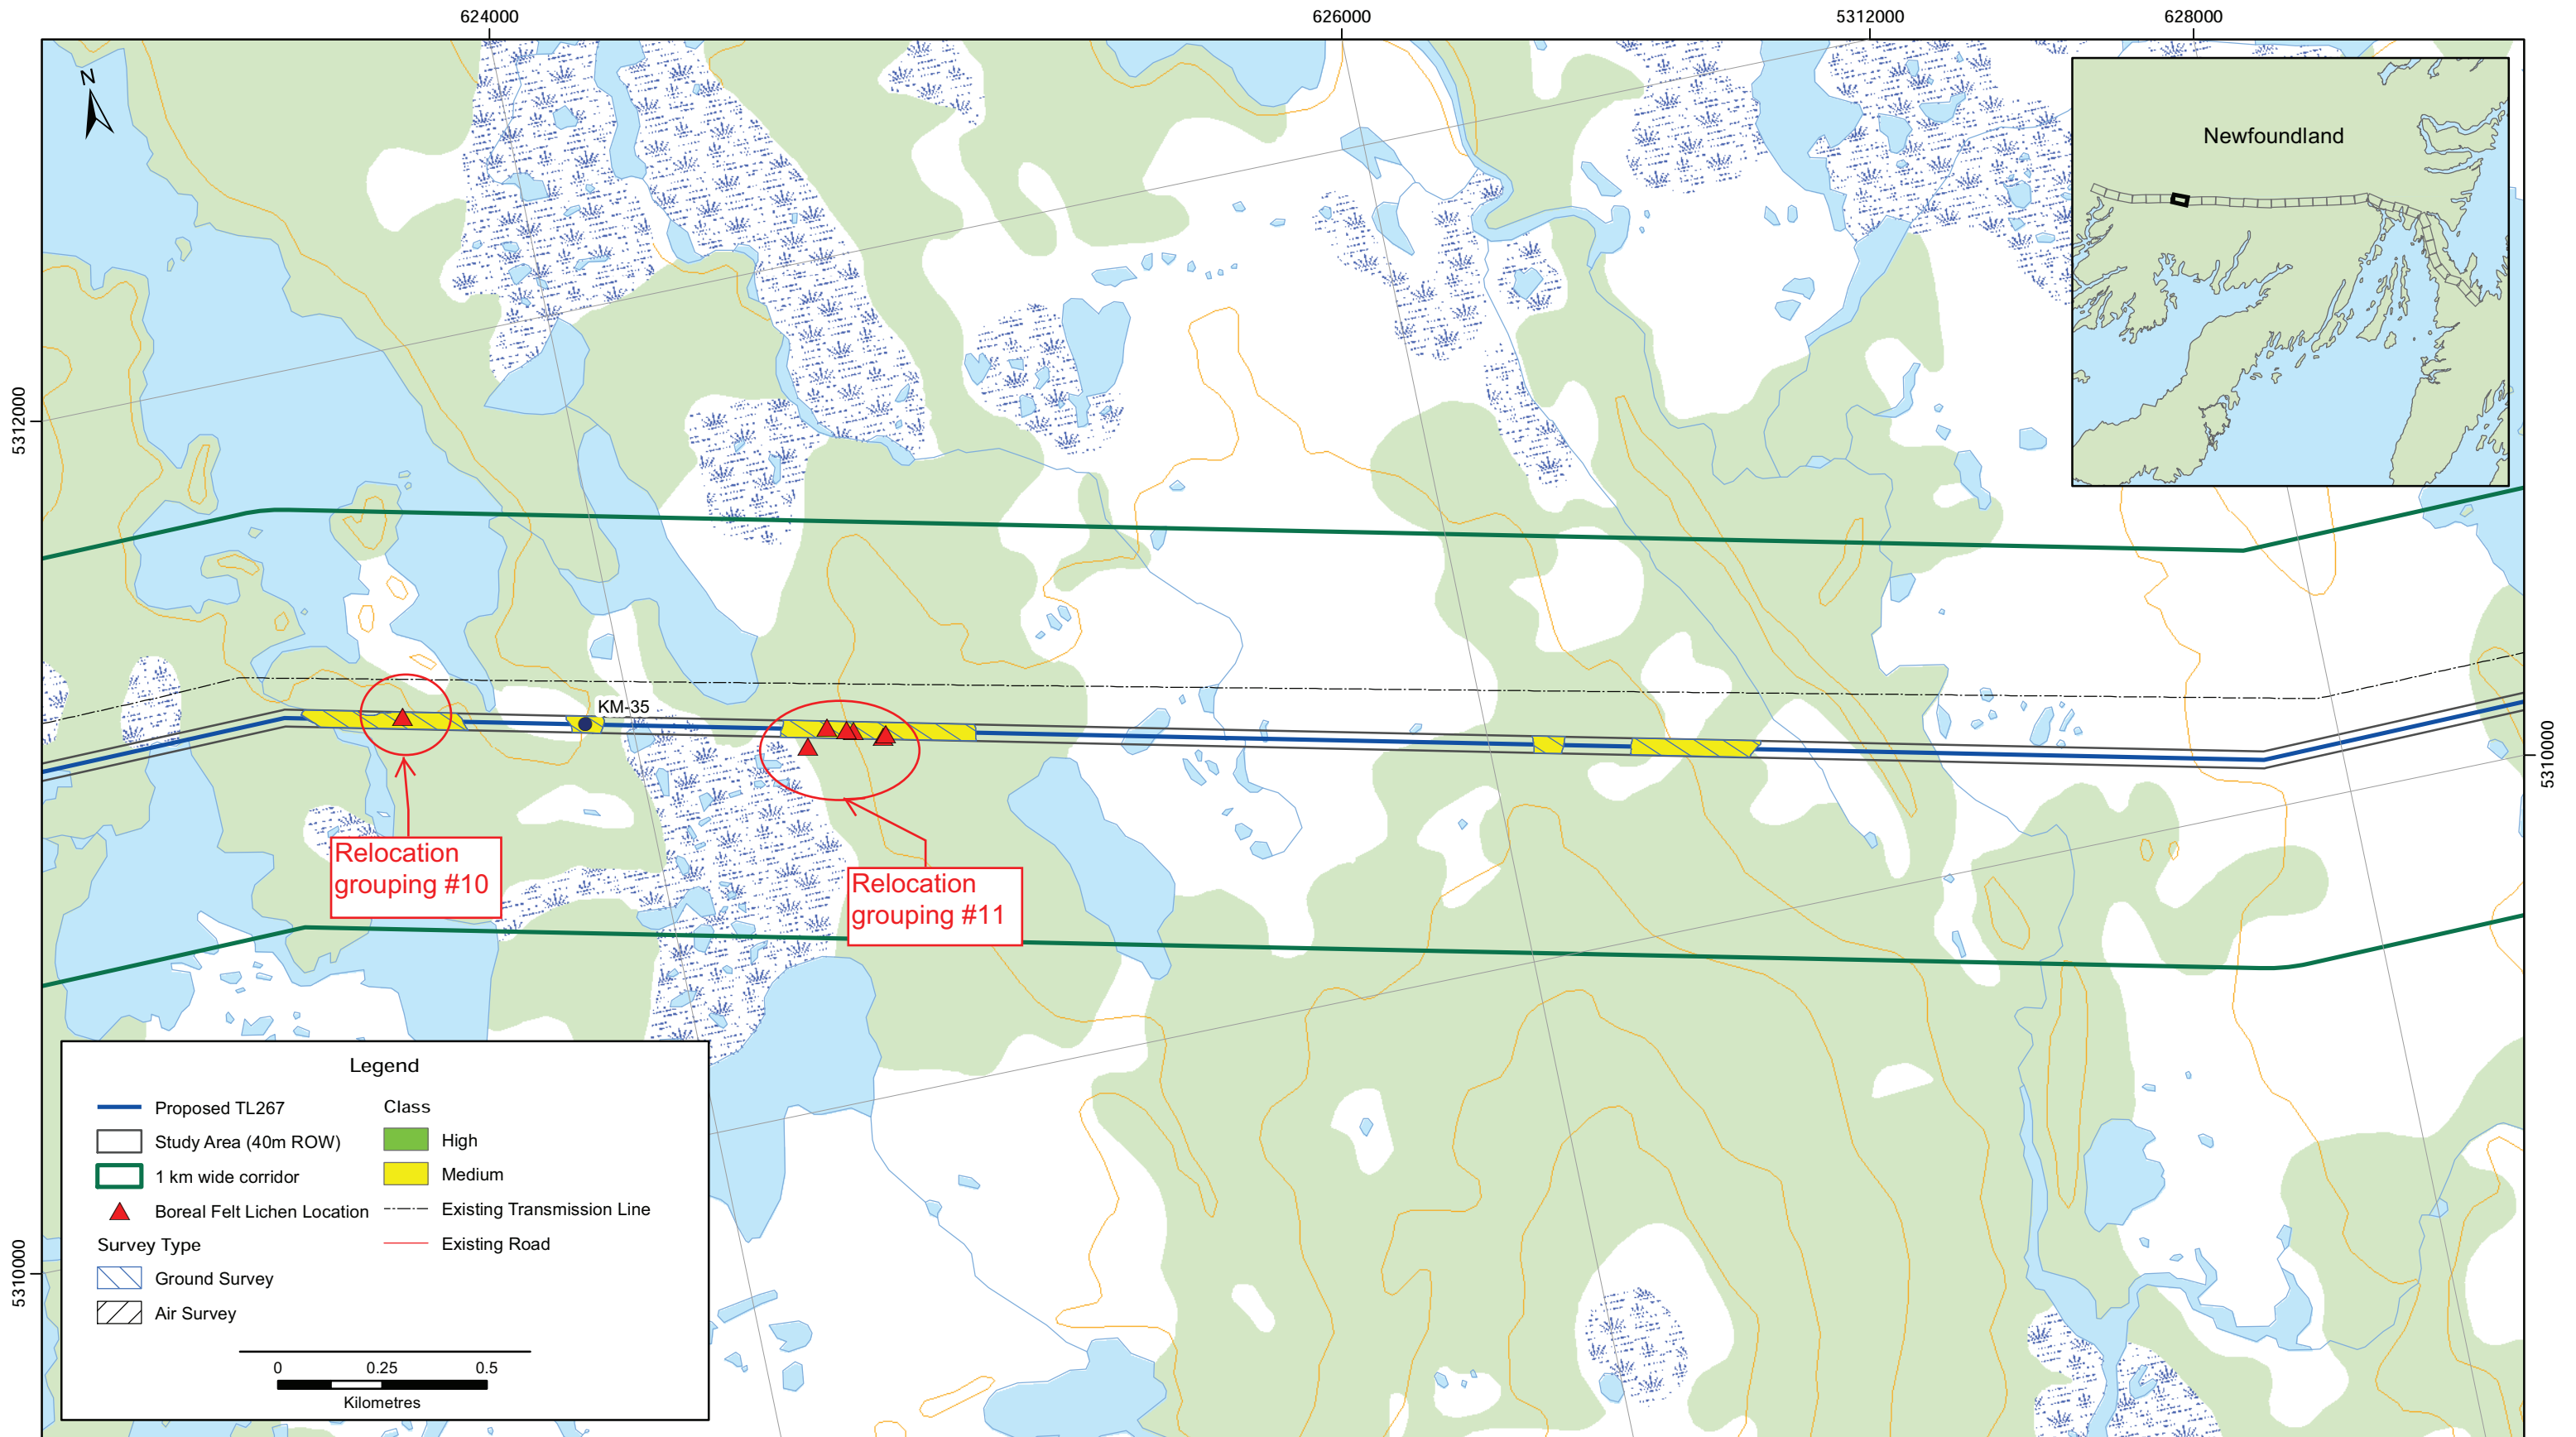 624000
626000
5312000
628000
N
Newfoundland
5312000
KM-35
5310000
Relocation
grouping #10
Relocation
grouping #11
5310000
Legend
Proposed TL267
Study Area (40m ROW)
1 km wide corridor
Boreal Felt Lichen Location
Survey Type
Ground Survey
Air Survey
Class
High
Medium
Existing Transmission Line
Existing Road
0 0.25 0.5
Kilometres